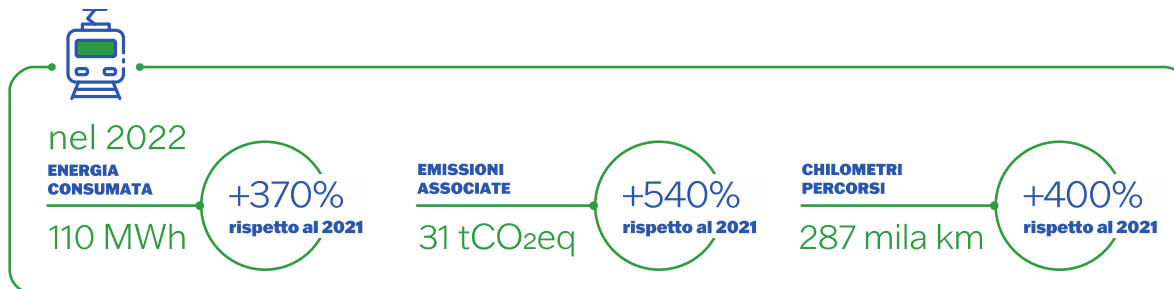 nel 2022
ENERGIA
CONSUMATA
110 MWh
+370%
rispetto al 2021
EMISSIONI
ASSOCIATE
31 tCO₂eq
+540%
rispetto al 2021
CHILOMETRI
PERCORSI
287 mila km
+400%
rispetto al 2021